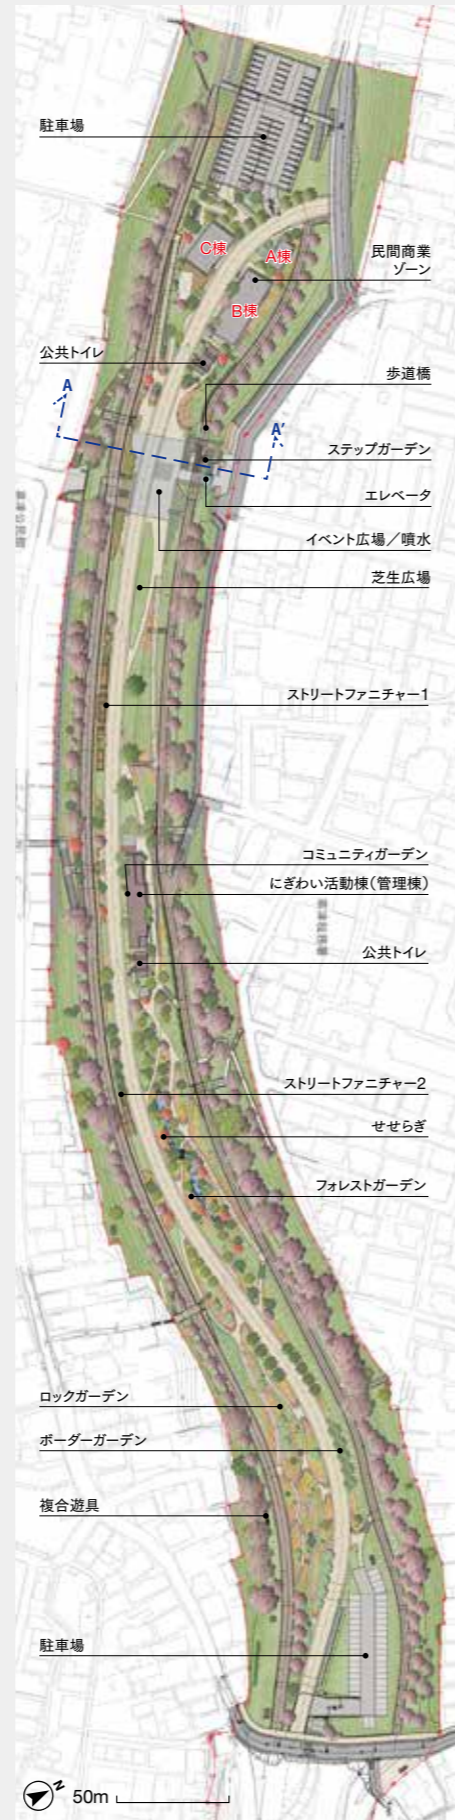 駐車場
C棟
A棟
民間商業
ゾーン
B棟
公共トイレ
歩道橋
A
A'
ステップガーデン
エレベータ
イベント広場／噴水
芝生広場
ストリートファニチャー1
コミュニティガーデン
にぎわい活動棟（管理棟）
公共トイレ
ストリートファニチャー2
せせらぎ
フォレストガーデン
ロックガーデン
ボーダーガーデン
複合遊具
駐車場
N
50m